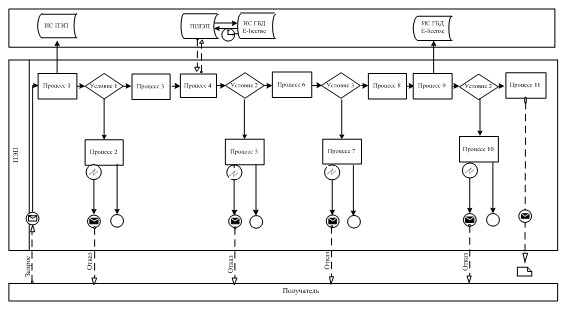 ИС ПЭП
ПШЭП
ИС ГБД
E-license
ИС ГБД
E-license
ПЭП
Процесс 1
Условие 1
Процесс 3
Процесс 4
Условие 2
Процесс 6
Условие 3
Процесс 8
Процесс 9
Условие 2
Процесс 11
Процесс 2
Процесс 5
Процесс 7
Процесс 10
Запрос
Отказ
Отказ
Отказ
Отказ
Получатель